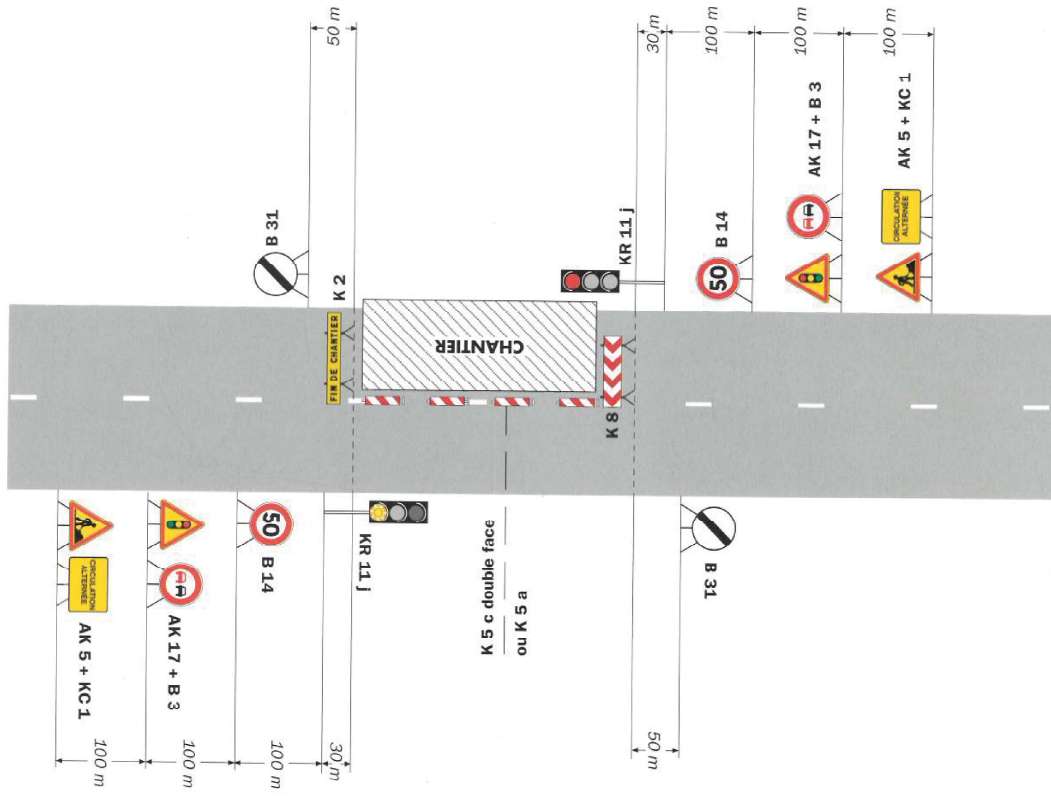 50 m
30 m
100 m
100 m
100 m
B 31
K 2
KR 11 j
B 14
50
AK 17 + B 3
AK 5 + KC 1
CIRCULATION
ALTERNÉE
FIN DE CHANTIER
CHANTIER
K 8
K 5 c double face
ou K 5 a
KR 11 j
B 14
50
AK 17 + B 3
AK 5 + KC 1
CIRCULATION
ALTERNÉE
B 31
100 m
100 m
100 m
30 m
50 m